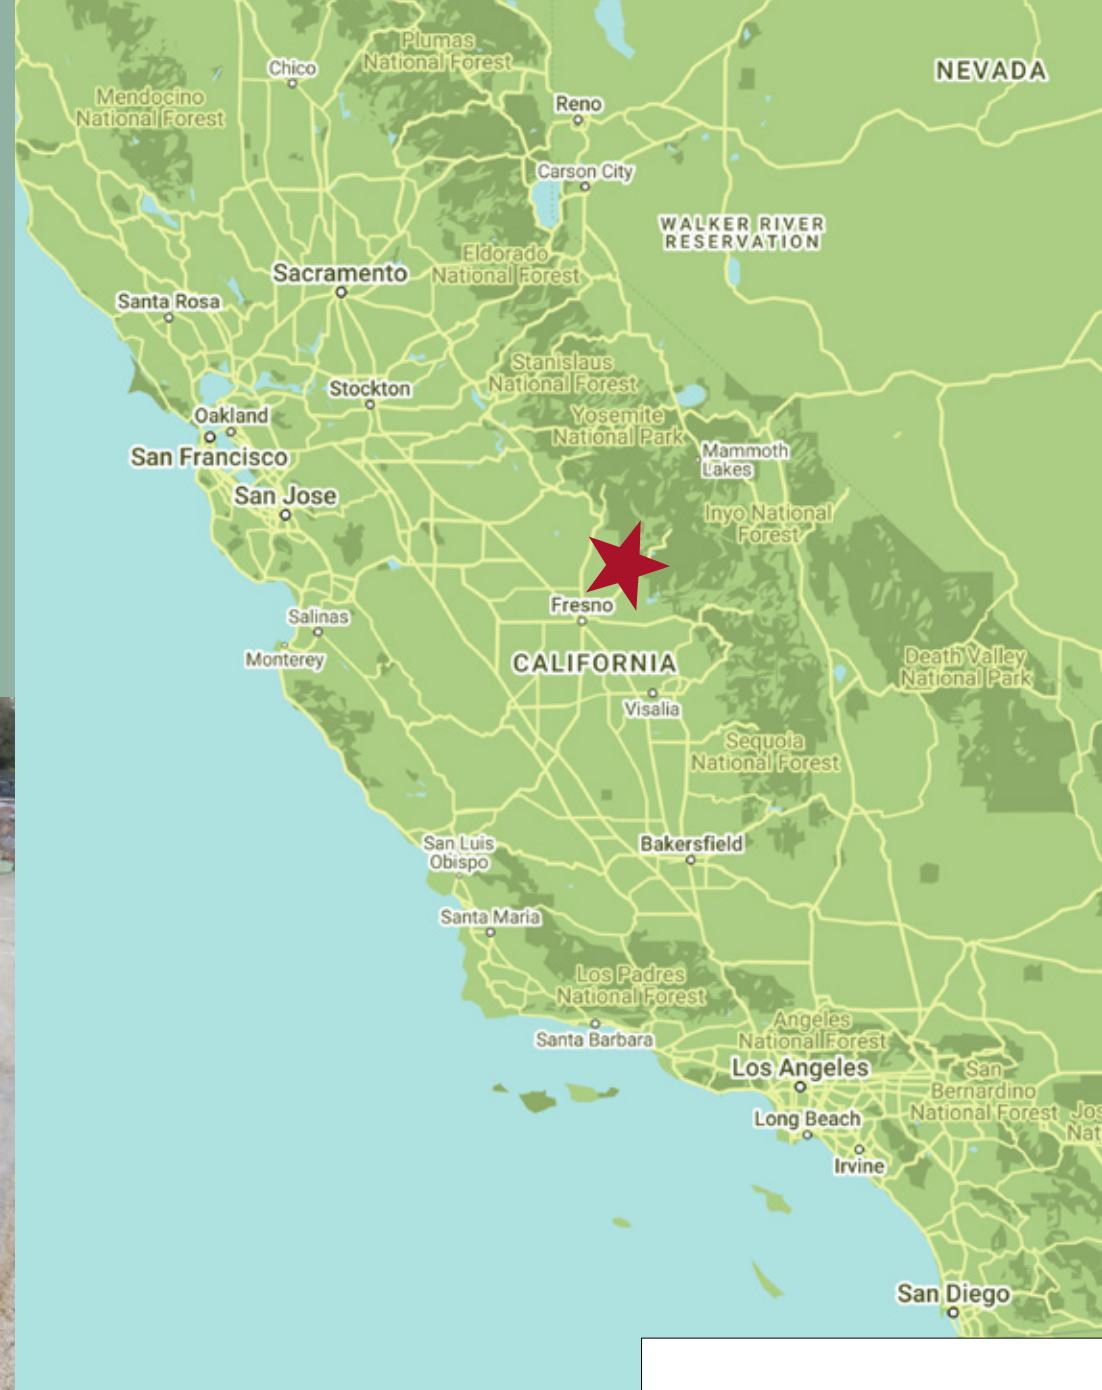 Plumas
National Forest
Chico
NEVADA
Mendocino
National Forest
Reno
Carson City
WALKER RIVER
RESERVATION
Eldorado
National Forest
Sacramento
Santa Rosa
Stanislaus
National Forest
Stockton
Yosemite
National Park
Oakland
San Francisco
Mammoth
Lakes
San Jose
Inyo National
Forest
Fresno
Salinas
Monterey
CALIFORNIA
Death Valley
National Park
Visalia
Sequoia
National Forest
San Luis
Obispo
Bakersfield
Santa Maria
Los Padres
National Forest
Santa Barbara
Angeles
National Forest
Los Angeles
San
Bernardino
National Forest
Jos
Nat
Long Beach
Irvine
San Diego